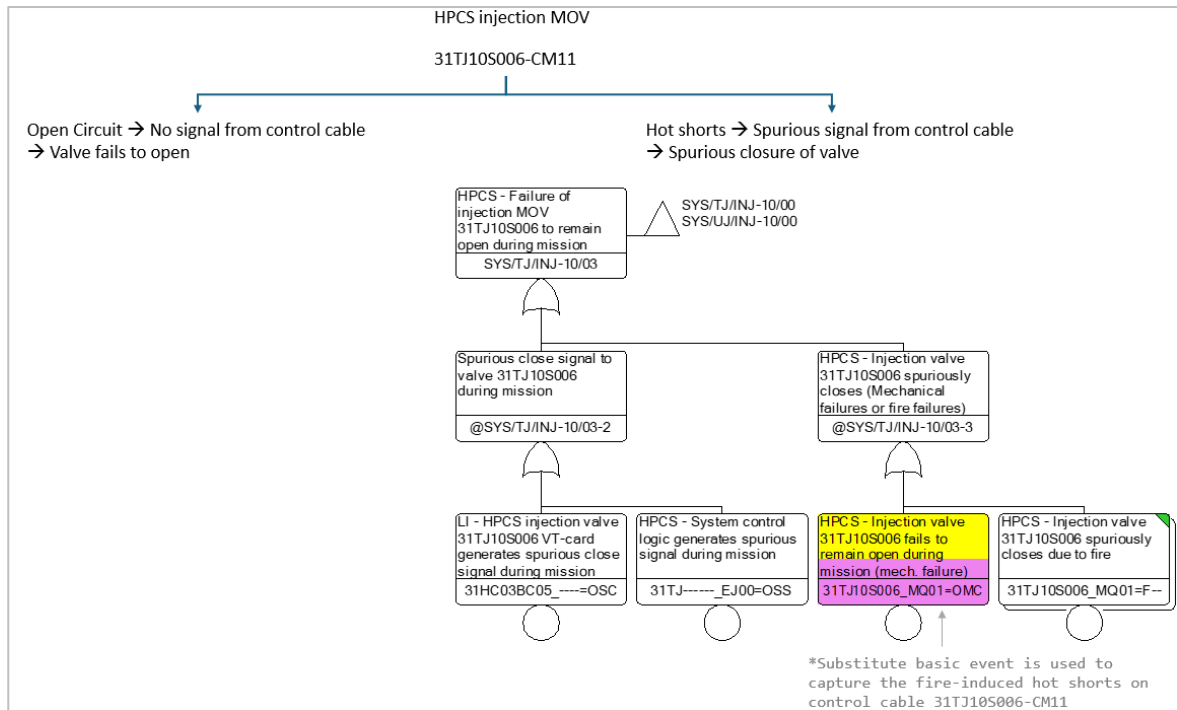 HPCS injection MOV
31TJ10S006-CM11
Open Circuit → No signal from control cable
→ Valve fails to open
Hot shorts → Spurious signal from control cable
→ Spurious closure of valve
HPCS - Failure of
injection MOV
31TJ10S006 to remain
open during mission
SYS/TJ/INJ-10/03
SYS/TJ/INJ-10/00
SYS/UJ/INJ-10/00
Spurious close signal to
valve 31TJ10S006
during mission
@SYS/TJ/INJ-10/03-2
HPCS - Injection valve
31TJ10S006 spuriously
closes (Mechanical
failures or fire failures)
@SYS/TJ/INJ-10/03-3
LI - HPCS injection valve
31TJ10S006 VT-card
generates spurious close
signal during mission
31HC03BC05_----=OSC
HPCS - System control
logic generates spurious
signal during mission
31TJ------_EJ00=OSS
HPCS - Injection valve
31TJ10S006 fails to
remain open during
mission (mech. failure)
31TJ10S006_MQ01=OMC
HPCS - Injection valve
31TJ10S006 spuriously
closes due to fire
31TJ10S006_MQ01=F--
*Substitute basic event is used to
capture the fire-induced hot shorts on
control cable 31TJ10S006-CM11